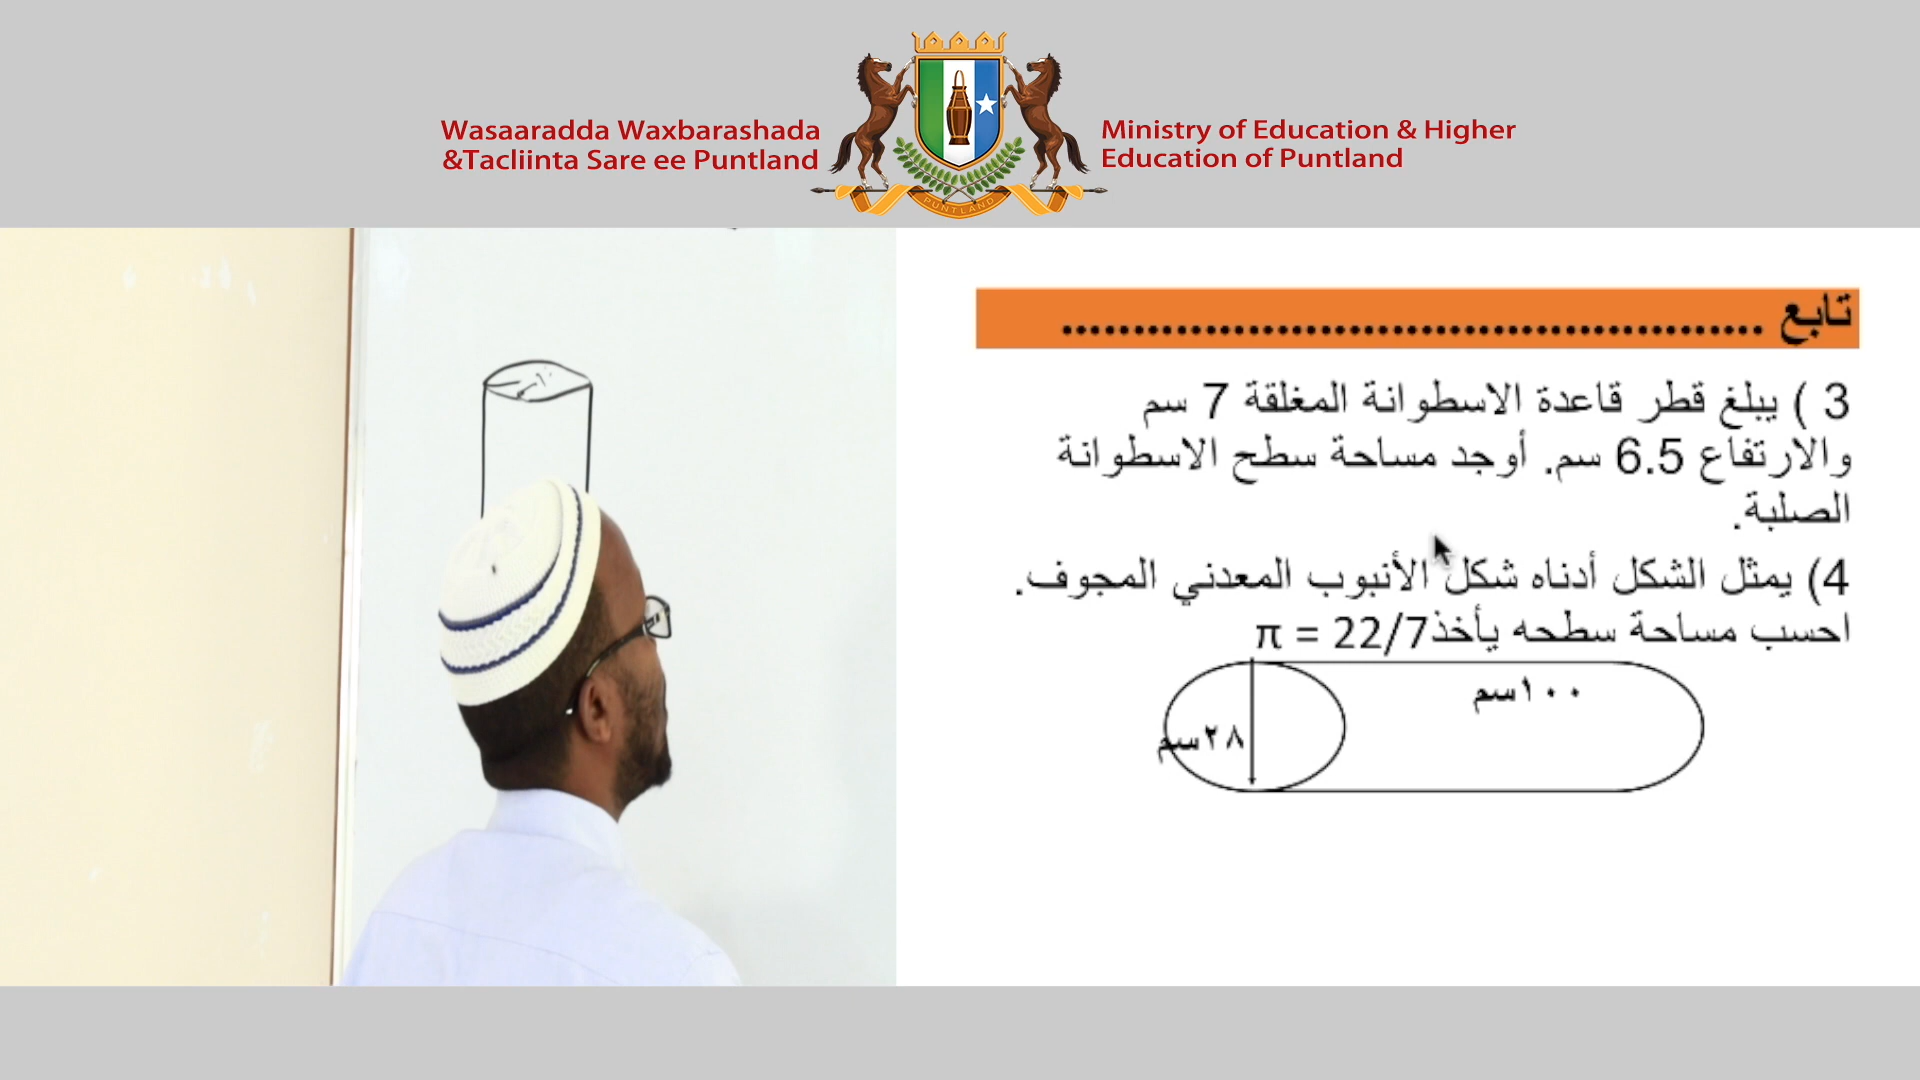 Wasaaradda Waxbarashada
&Tacliinta Sare ee Puntland
PUNTLAND
Ministry of Education & Higher
Education of Puntland
تابع ................................................
3 ) يبلغ قطر قاعدة الاسطوانة المغلقة 7 سم
والارتفاع 6.5 سم. أوجد مساحة سطح الاسطوانة
الصلبة.
4) يمثل الشكل أدناه شكل الأنبوب المعدني المجوف.
احسب مساحة سطحه يأخذ π = 22/7
١٠٠سم
٢٨سم